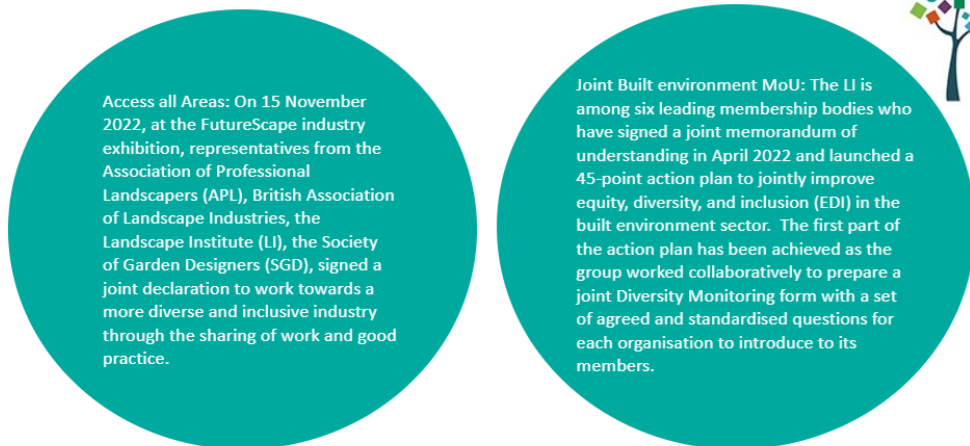 Access all Areas: On 15 November
2022, at the FutureScape industry
exhibition, representatives from the
Association of Professional
Landscapers (APL), British Association
of Landscape Industries, the
Landscape Institute (LI), the Society
of Garden Designers (SGD), signed a
joint declaration to work towards a
more diverse and inclusive industry
through the sharing of work and good
practice.
Joint Built environment MoU: The LI is
among six leading membership bodies who
have signed a joint memorandum of
understanding in April 2022 and launched a
45-point action plan to jointly improve
equity, diversity, and inclusion (EDI) in the
built environment sector.  The first part of
the action plan has been achieved as the
group worked collaboratively to prepare a
joint Diversity Monitoring form with a set
of agreed and standardised questions for
each organisation to introduce to its
members.